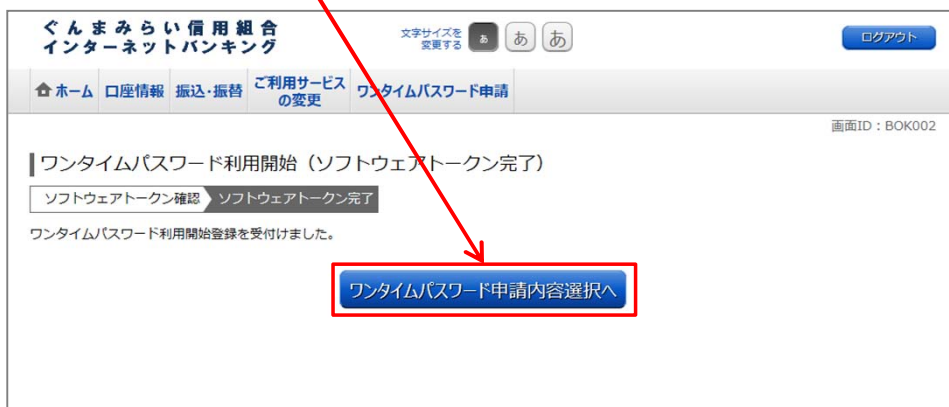 ぐんまみらい信用組合
インターネットバンキング
文字サイズを
変更する
あ あ あ
ログアウト
ホーム 口座情報 振込・振替 ご利用サービス
の変更 ワンタイムパスワード申請
画面ID:BOK002
ワンタイムパスワード利用開始(ソフトウェアトークン完了)
ソフトウェアトークン確認 ソフトウェアトークン完了
ワンタイムパスワード利用開始登録を受付けました。
ワンタイムパスワード申請内容選択へ